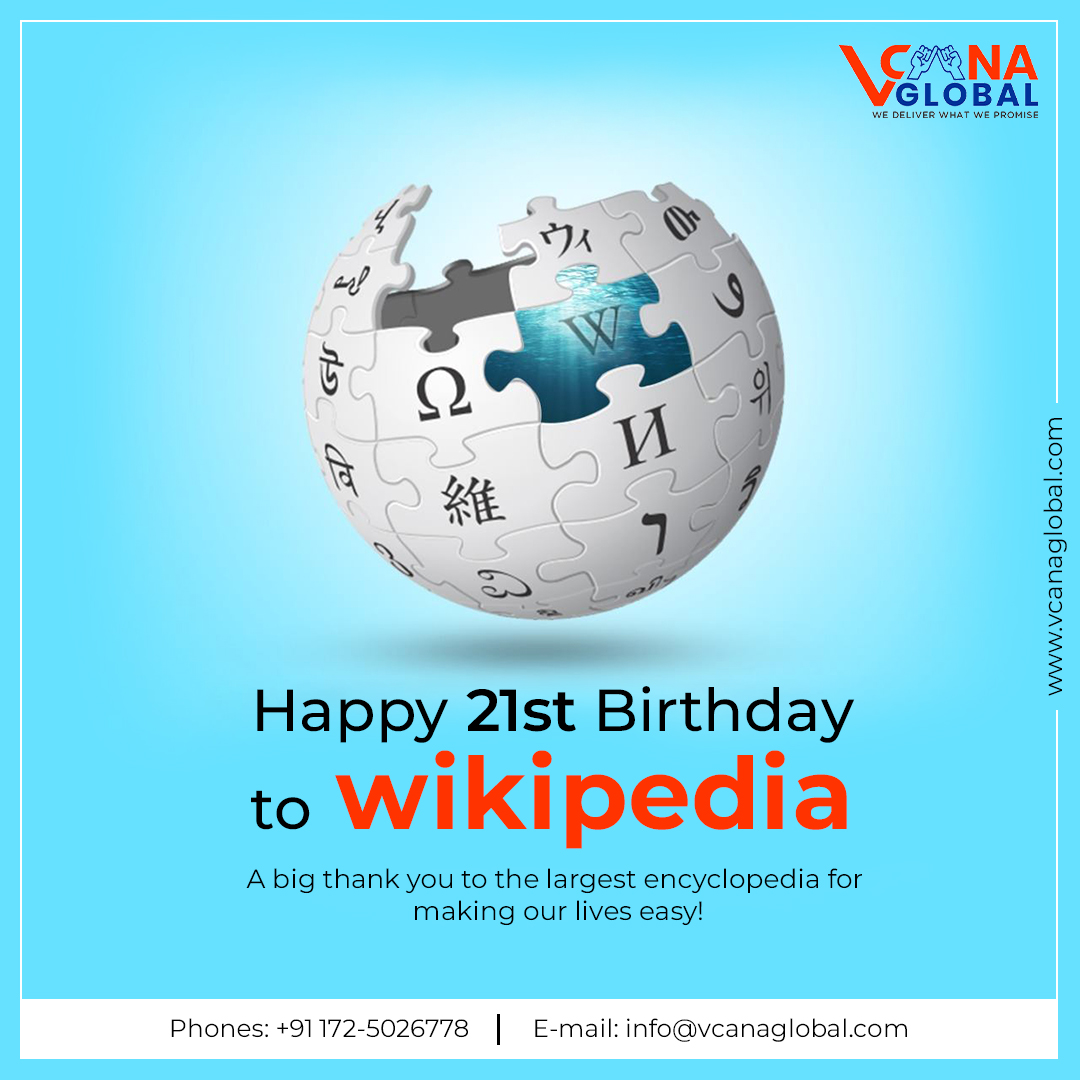 VCANA
GLOBAL
WE DELIVER WHAT WE PROMISE
ウィ
W
Ω
И
위
উ
वि
維
ר
و
www.vcanaglobal.com
Happy 21st Birthday
to wikipedia
A big thank you to the largest encyclopedia for
making our lives easy!
Phones: +91 172-5026778 | E-mail: info@vcanaglobal.com